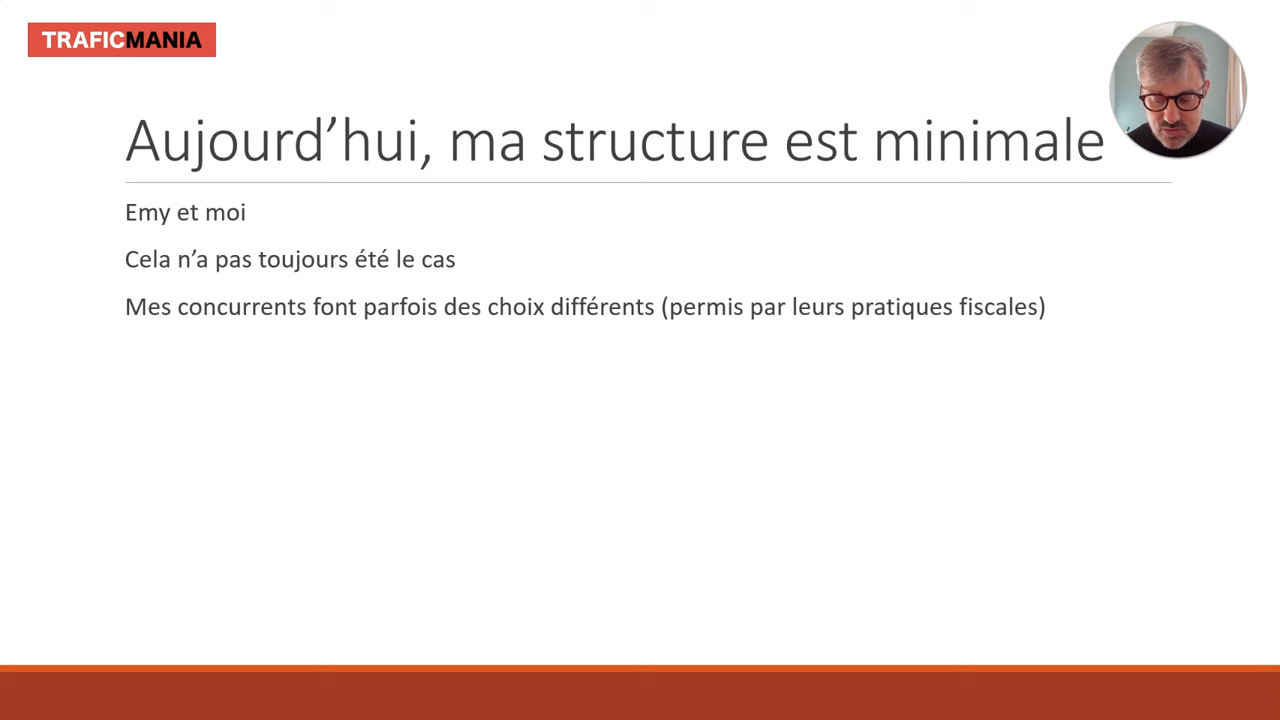 TRAFICMANIA
Aujourd’hui, ma structure est minimale
Emy et moi
Cela n’a pas toujours été le cas
Mes concurrents font parfois des choix différents (permis par leurs pratiques fiscales)